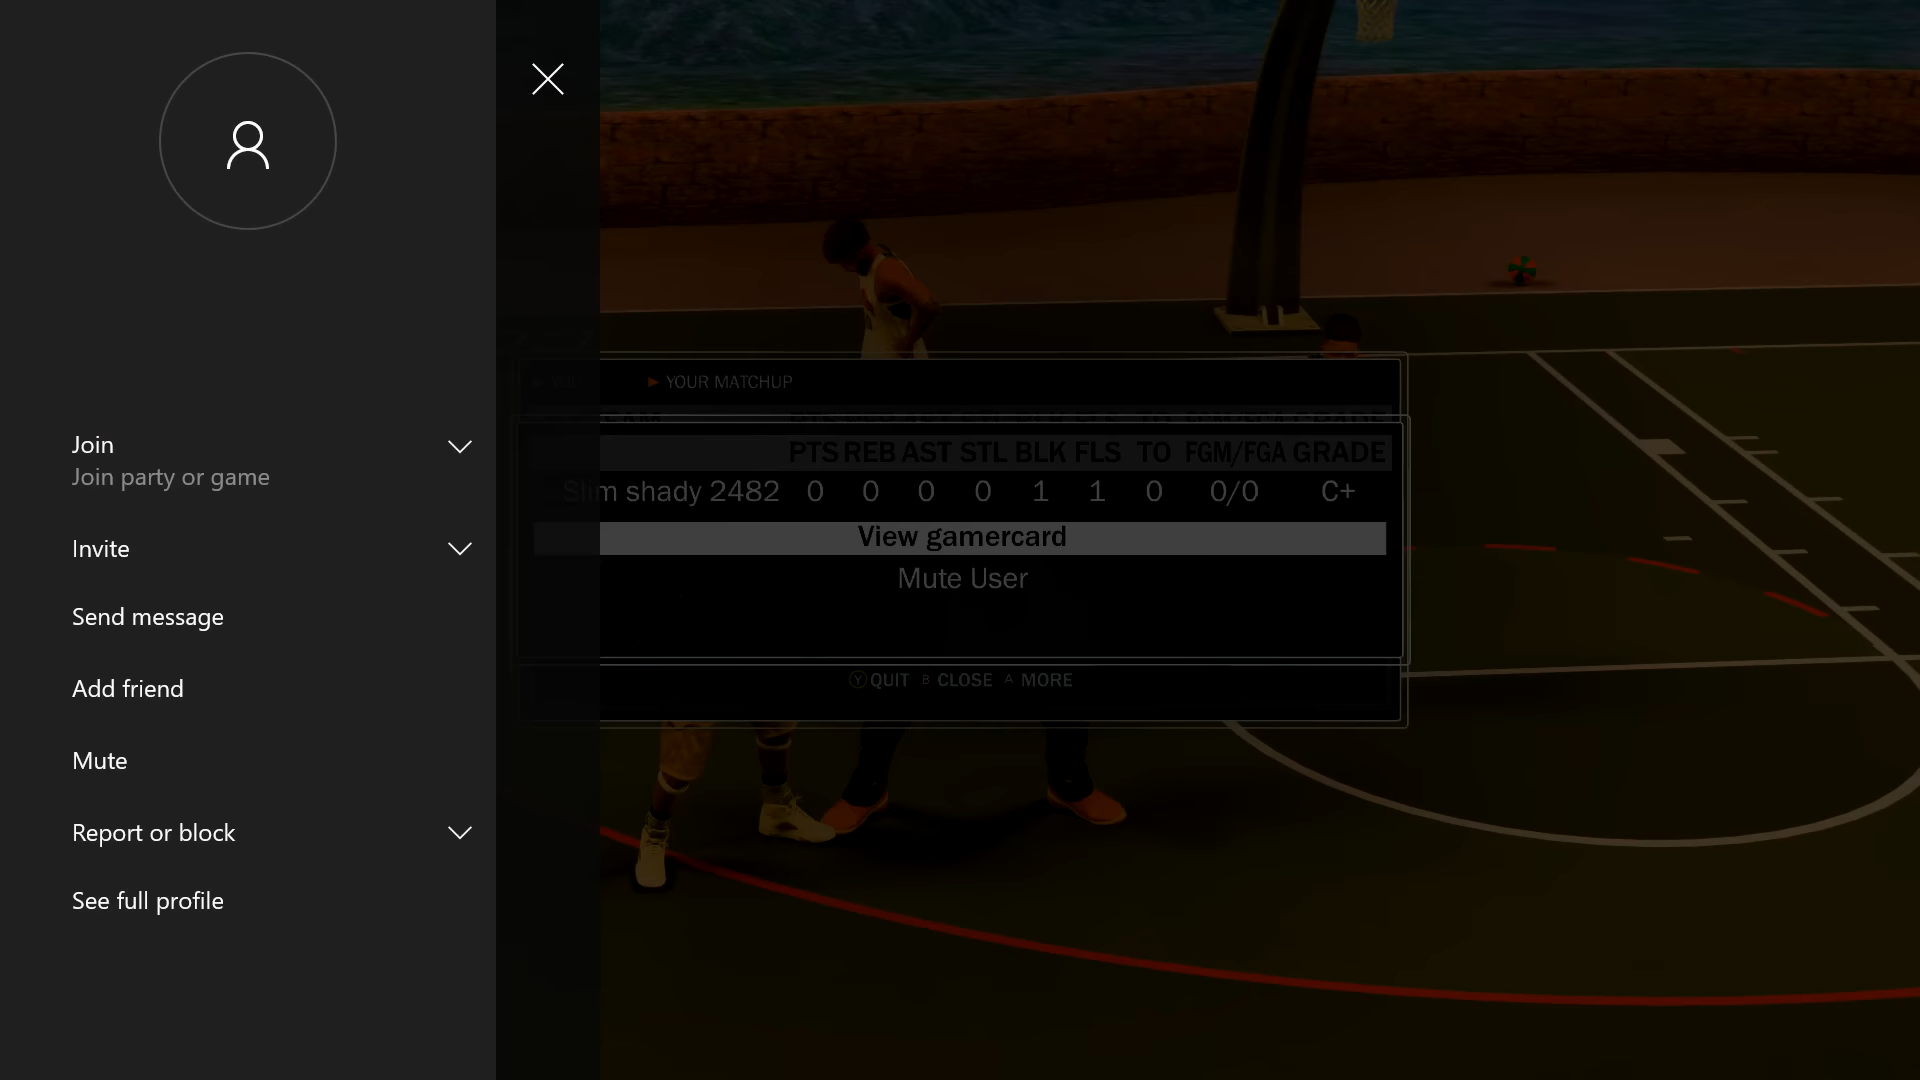 Join
Join party or game
Invite
Send message
Add friend
Mute
Report or block
See full profile
YOUR MATCHUP
PTS REB AST STL BLK FLS TO FGM/FGA GRADE
Slim shady 2482 0 0 0 0 1 1 0 0/0 C+
View gamercard
Mute User
Y QUIT B CLOSE A MORE